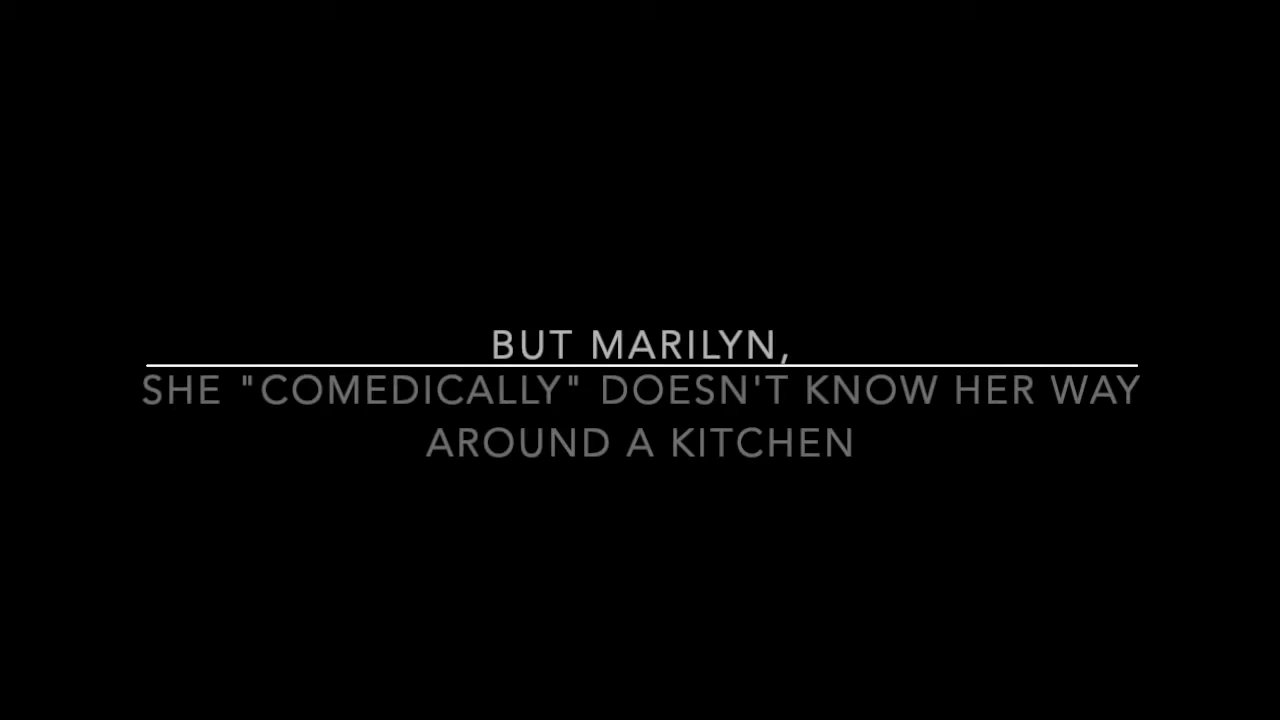 BUT MARILYN,
SHE "COMEDICALLY" DOESN'T KNOW HER WAY
AROUND A KITCHEN